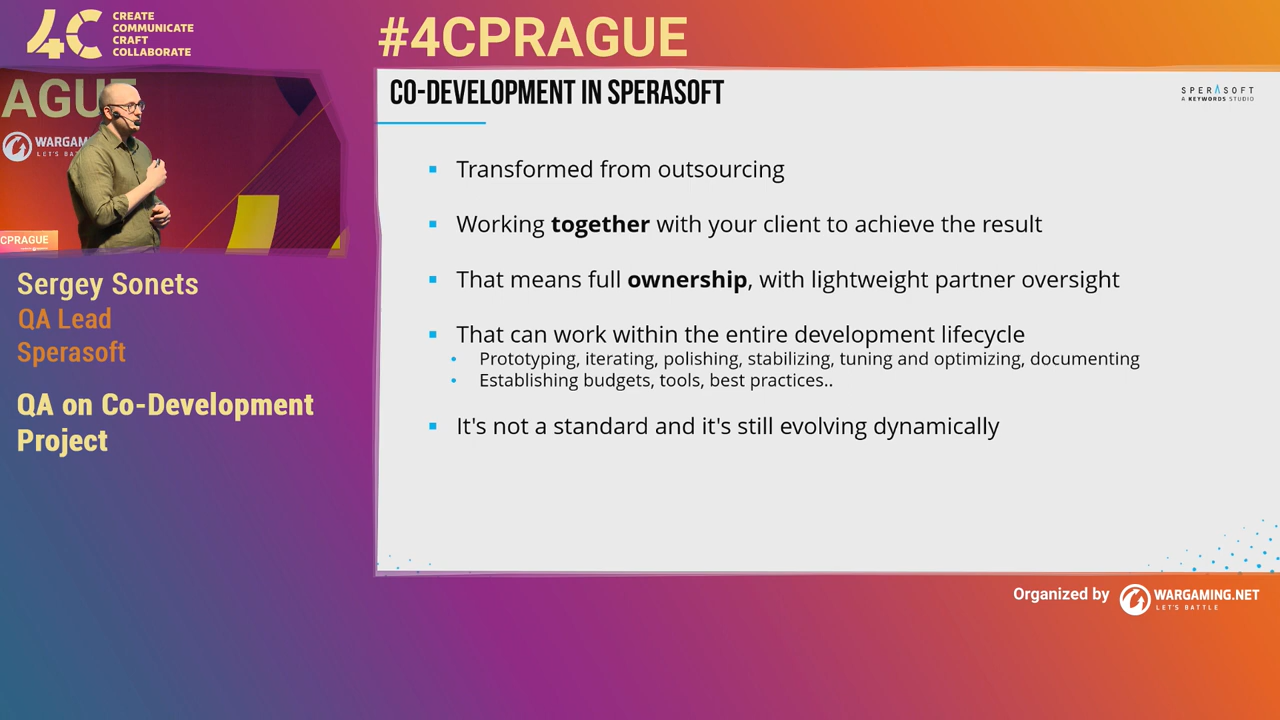 CREATE
COMMUNICATE
CRAFT
COLLABORATE
4C
#4CPRAGUE
AGUE
WARGAMING
LET'S BATTLE
CPRAGUE
Sergey Sonets
QA Lead
Sperasoft
QA on Co-Development
Project
CO-DEVELOPMENT IN SPERASOFT
SPERASOFT
A KEYWORDS STUDIO
Transformed from outsourcing
Working together with your client to achieve the result
That means full ownership, with lightweight partner oversight
That can work within the entire development lifecycle
Prototyping, iterating, polishing, stabilizing, tuning and optimizing, documenting
Establishing budgets, tools, best practices..
It's not a standard and it's still evolving dynamically
Organized by
WARGAMING.NET
LET'S BATTLE